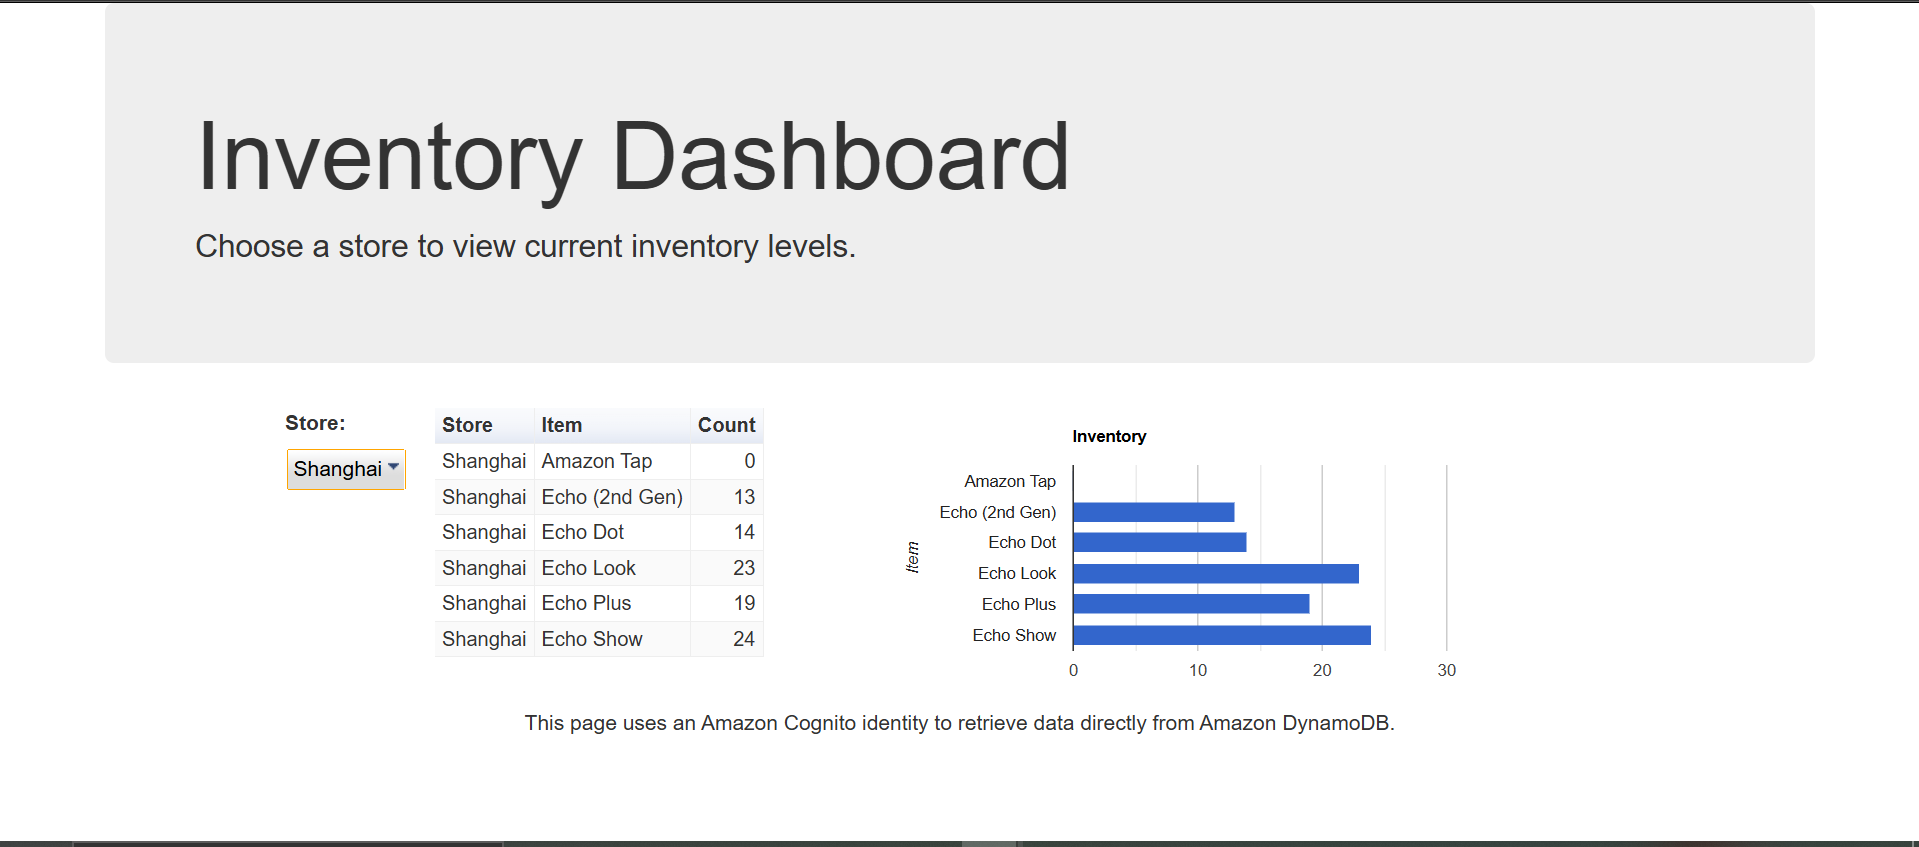 Inventory Dashboard
Choose a store to view current inventory levels.
Store:
Shanghai
Store Item Count
Shanghai Amazon Tap 0
Shanghai Echo (2nd Gen) 13
Shanghai Echo Dot 14
Shanghai Echo Look 23
Shanghai Echo Plus 19
Shanghai Echo Show 24
Inventory
Item
Amazon Tap
Echo (2nd Gen)
Echo Dot
Echo Look
Echo Plus
Echo Show
0 10 20 30
This page uses an Amazon Cognito identity to retrieve data directly from Amazon DynamoDB.